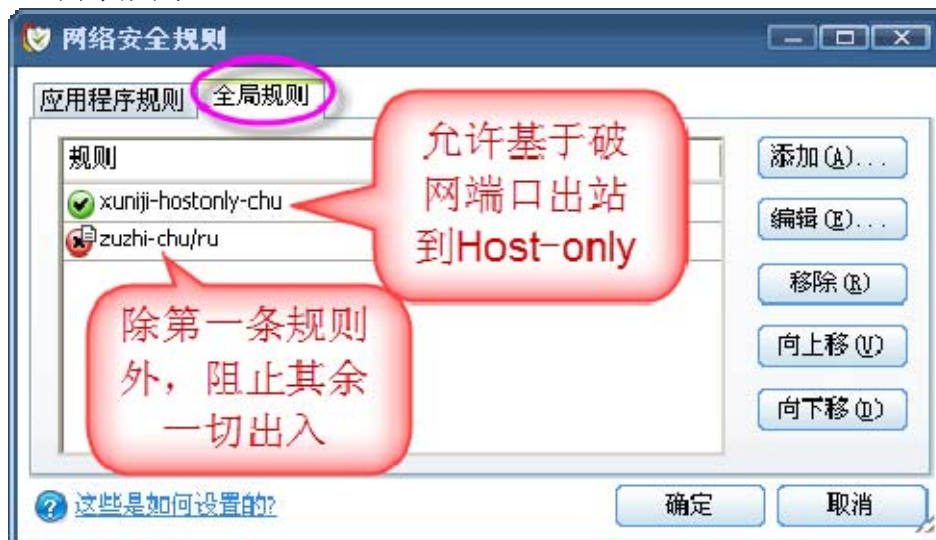 网络安全规则
应用程序规则 全局规则
规则
xuniji-hostonly-chu
zuzhi-chu/ru
允许基于破
网端口出站
到Host-only
除第一条规则
外，阻止其余
一切出入
添加(A)...
编辑(E)...
移除(R)
向上移(U)
向下移(D)
这些是如何设置的?
确定
取消